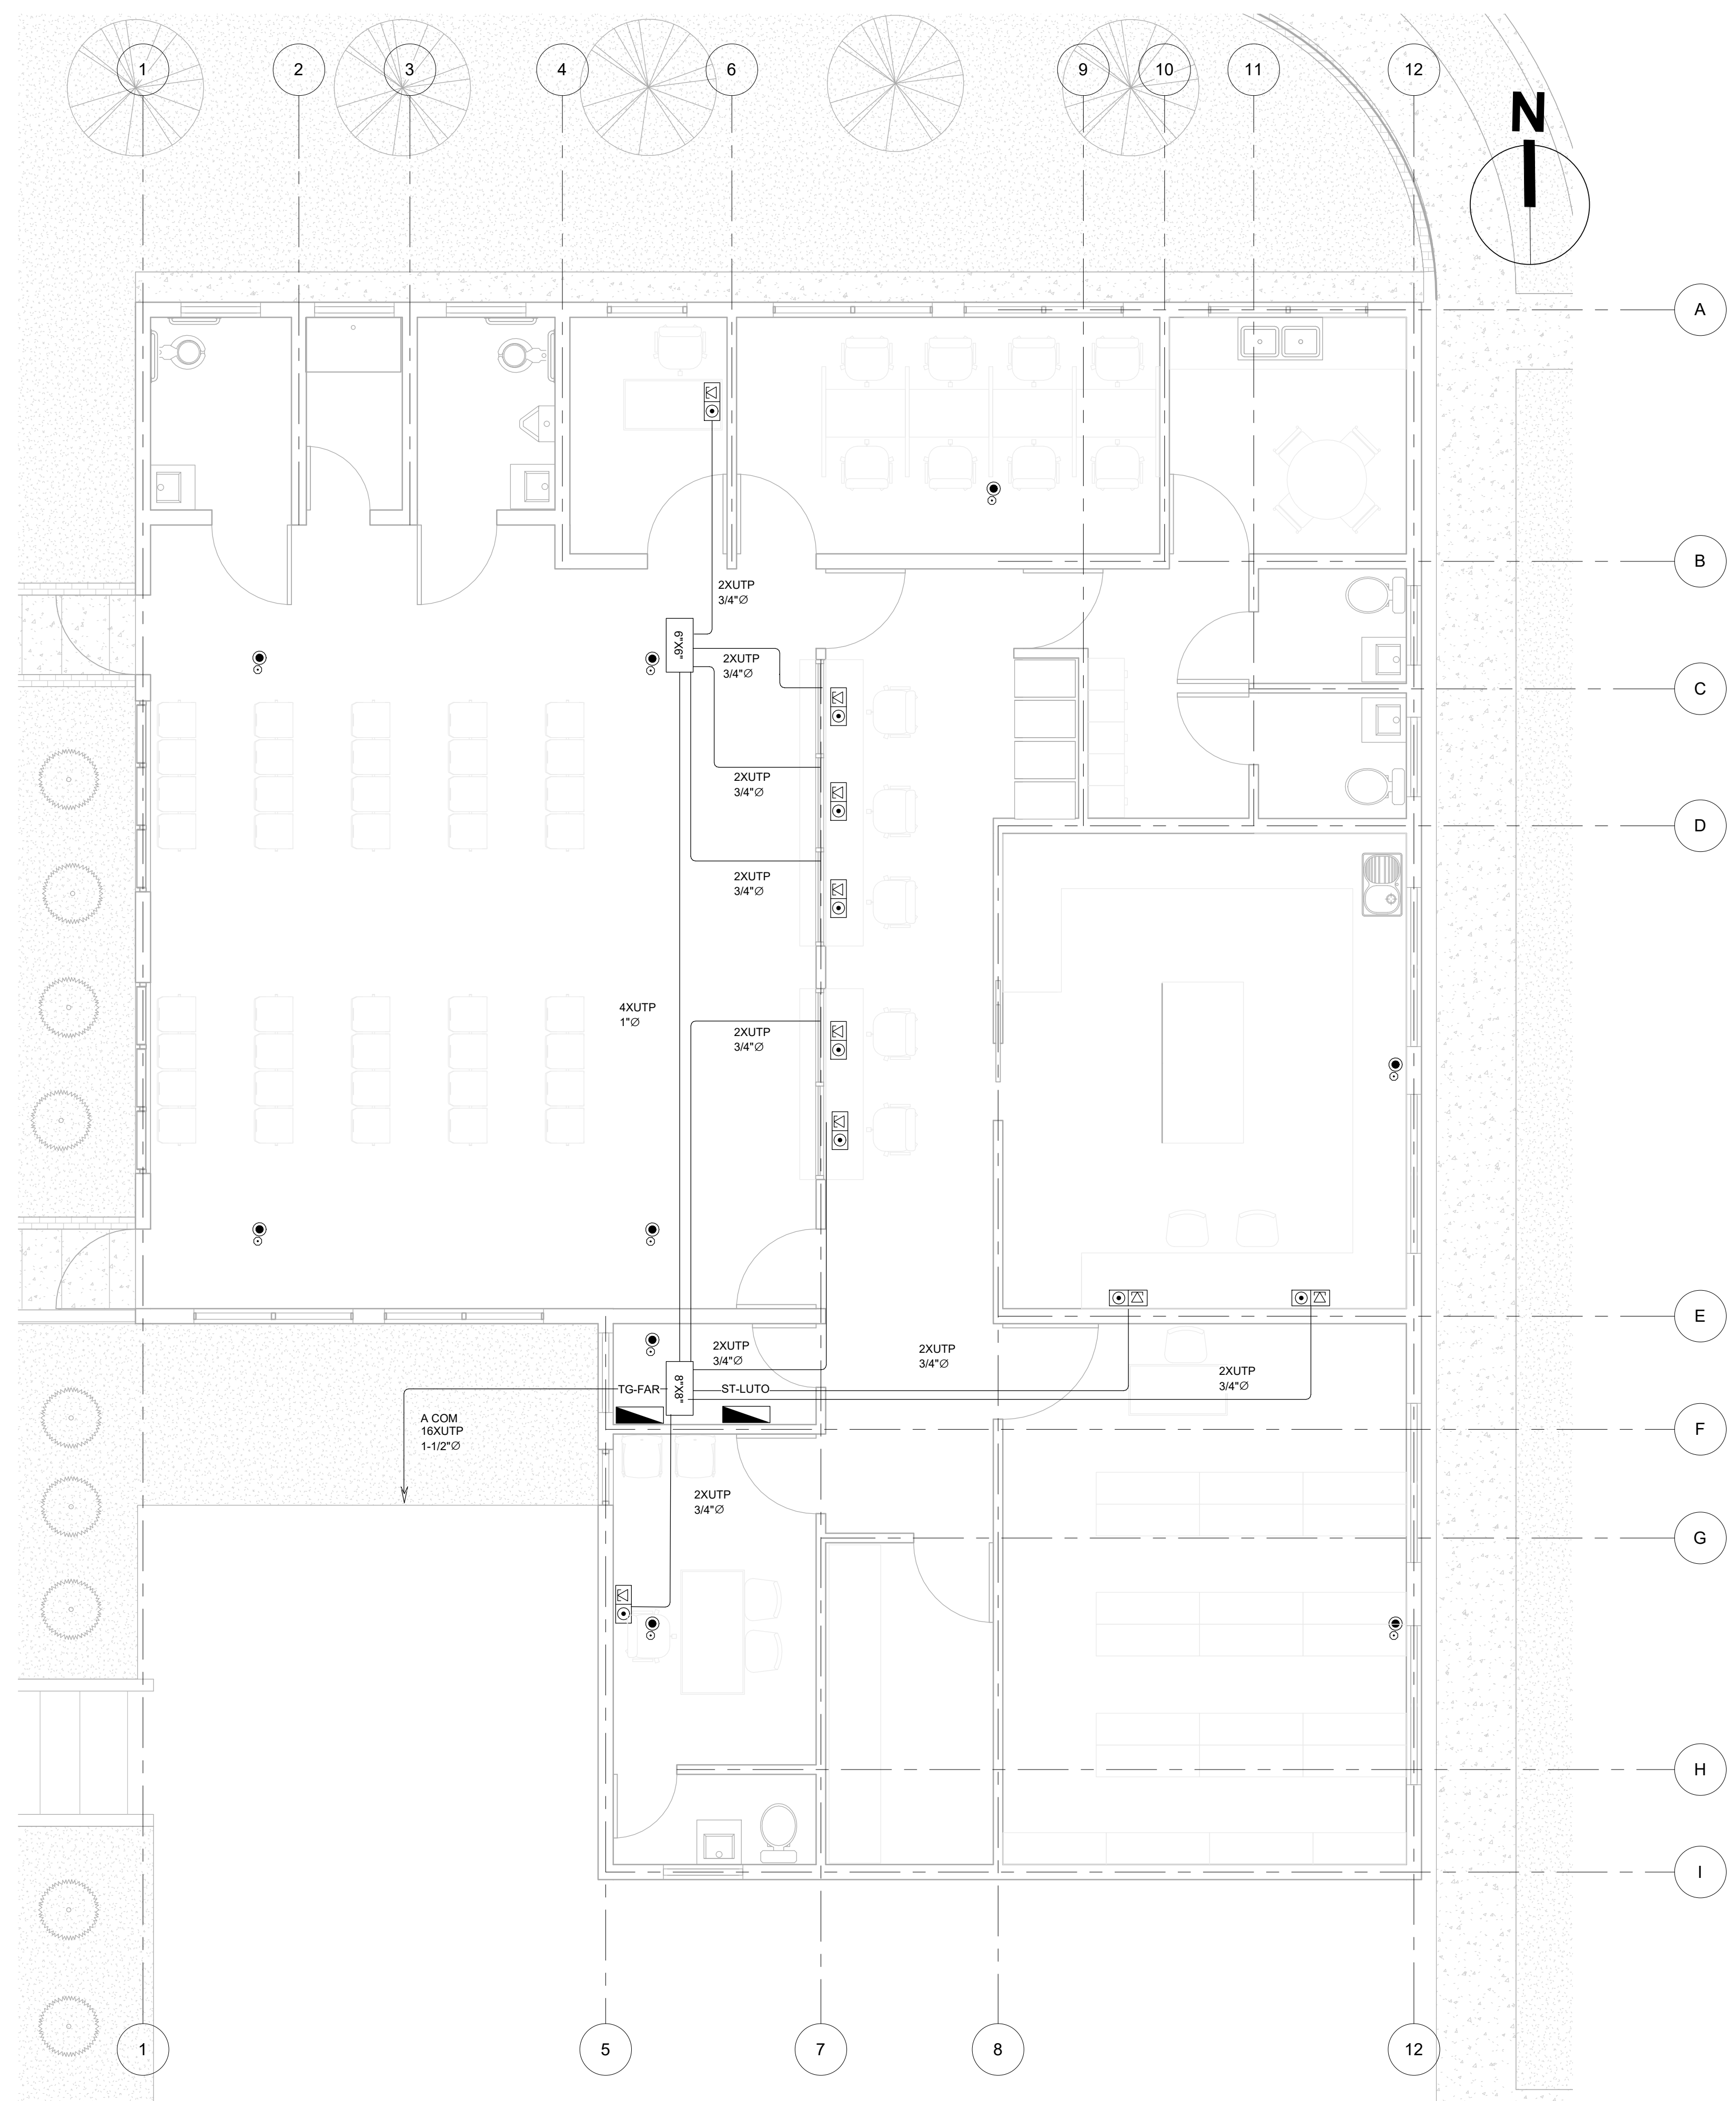 1
2
3
4
6
9
10
11
12
N
A
B
2XUTP
3/4"Ø
6"X6"
2XUTP
3/4"Ø
C
2XUTP
3/4"Ø
D
2XUTP
3/4"Ø
4XUTP
1"Ø
2XUTP
3/4"Ø
E
2XUTP
3/4"Ø
2XUTP
3/4"Ø
2XUTP
3/4"Ø
TG-FAR
8"X8"
ST-LUTO
A COM
16XUTP
1-1/2"Ø
F
2XUTP
3/4"Ø
G
H
I
1
5
7
8
12